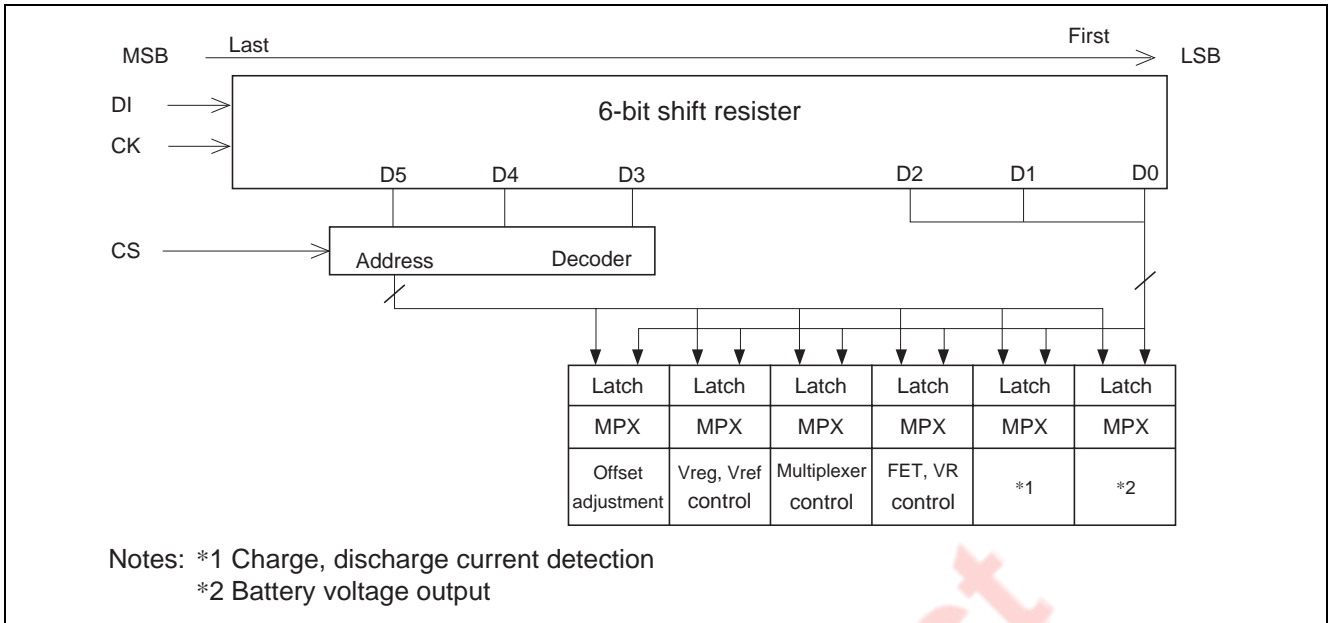 MSB Last First LSB
DI
6-bit shift resister
CK
D5 D4 D3 D2 D1 D0
CS
Address Decoder
Latch Latch Latch Latch Latch Latch
MPX MPX MPX MPX MPX MPX
Offset adjustment Vreg, Vref control Multiplexer control FET, VR control *1 *2
Notes: *1 Charge, discharge current detection
*2 Battery voltage output